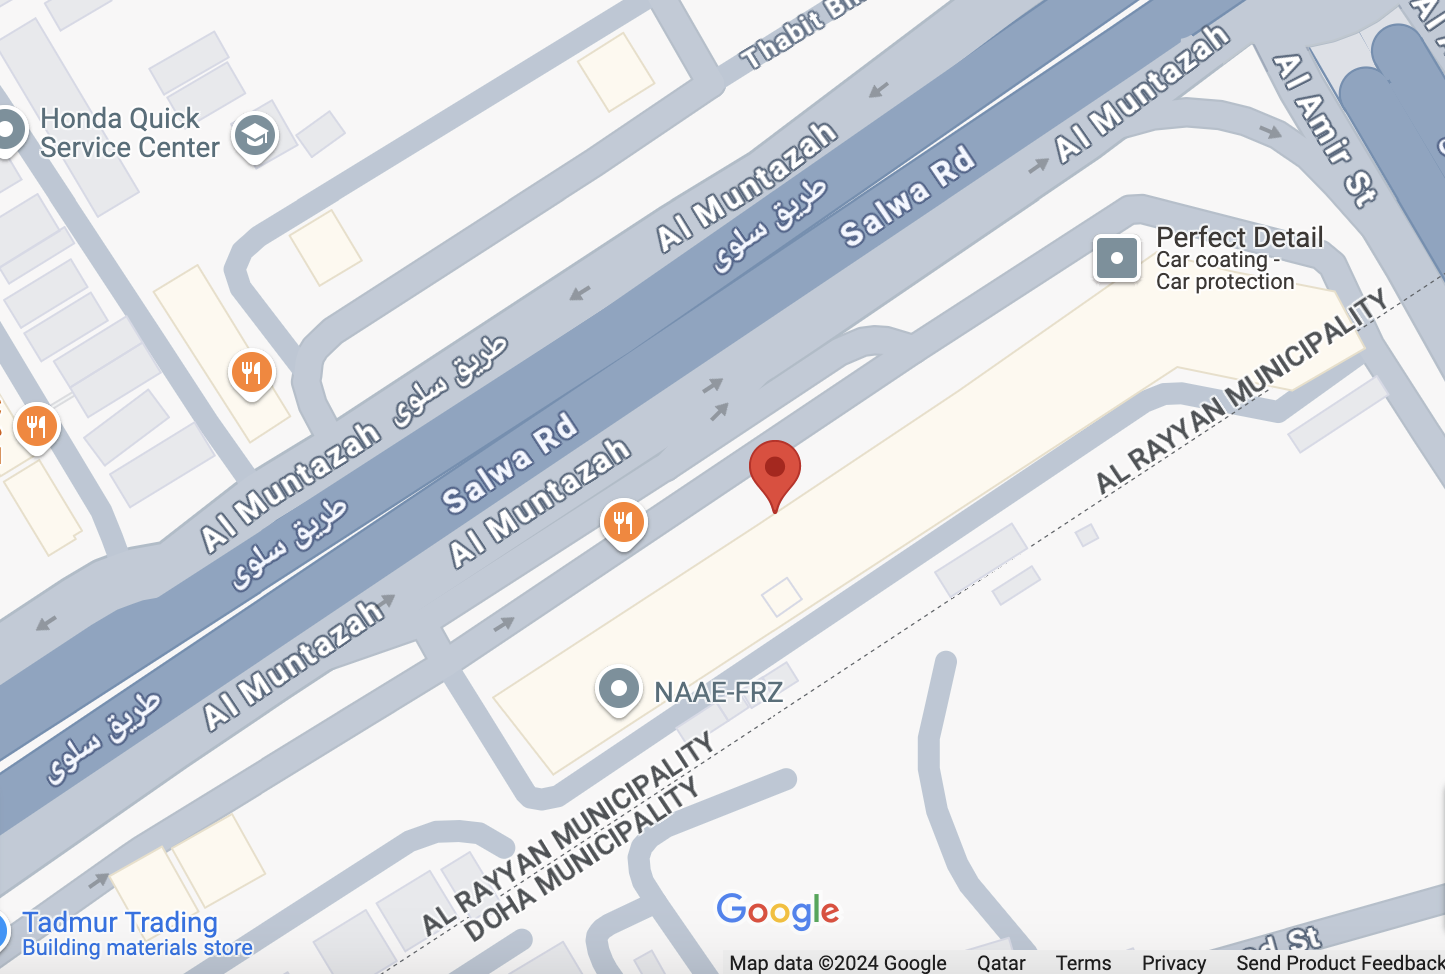 Thabit Bin
Honda Quick
Service Center
Al Muntazah
طريق سلوى
Salwa Rd
Al Muntazah
Al Amir St
Perfect Detail
Car coating -
Car protection
Al Muntazah
طريق سلوى
Salwa Rd
Al Muntazah
AL RAYYAN MUNICIPALITY
طريق سلوى
Al Muntazah
NAAE-FRZ
طريق سلوى
AL RAYYAN MUNICIPALITY
DOHA MUNICIPALITY
Tadmur Trading
Building materials store
Google
St
Map data ©2024 Google
Qatar
Terms
Privacy
Send Product Feedback